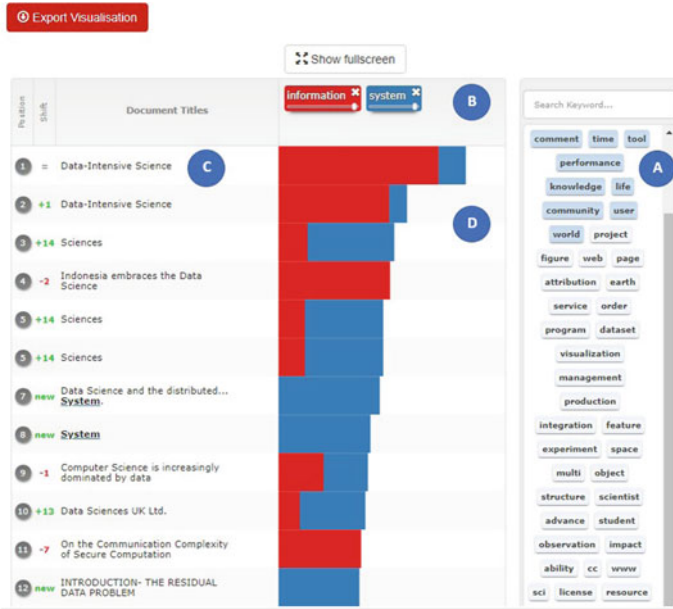 Export Visualisation
Show fullscreen
Position
Shift
Document Titles
information
system
B
Search Keyword...
1 = Data-Intensive Science
C
2 +1 Data-Intensive Science
D
3 +14 Sciences
4 -2 Indonesia embraces the Data
Science
5 +14 Sciences
5 +14 Sciences
7 new Data Science and the distributed...
System.
8 new System
9 -1 Computer Science is increasingly
dominated by data
10 +13 Data Sciences UK Ltd.
11 -7 On the Communication Complexity
of Secure Computation
12 new INTRODUCTION- THE RESIDUAL
DATA PROBLEM
comment time tool
performance
A
knowledge life
community user
world project
figure web page
attribution earth
service order
program dataset
visualization
management
production
integration feature
experiment space
multi object
structure scientist
advance student
observation impact
ability cc www
sci license resource